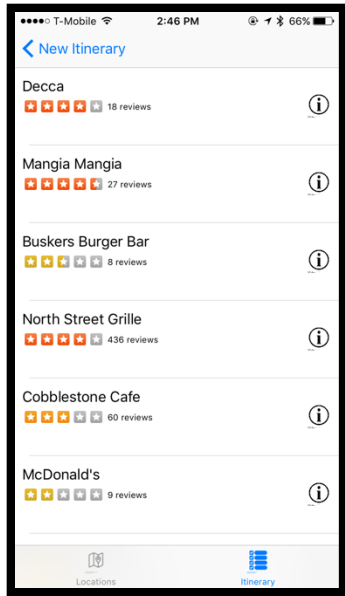 T-Mobile 2:46 PM 66%
New Itinerary
Decca
18 reviews
Mangia Mangia
27 reviews
Buskers Burger Bar
8 reviews
North Street Grille
436 reviews
Cobblestone Cafe
60 reviews
McDonald's
9 reviews
Locations Itinerary